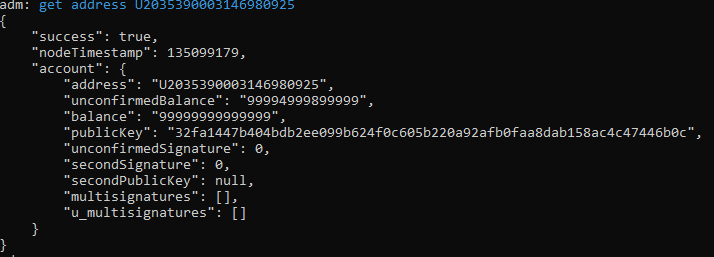 adm: get address U2035390003146980925
{
    "success": true,
    "nodeTimestamp": 135099179,
    "account": {
        "address": "U2035390003146980925",
        "unconfirmedBalance": "99994999899999",
        "balance": "99999999999999",
        "publicKey": "32fa1447b404bdb2ee099b624f0c605b220a92afb0faa8dab158ac4c47446b0c",
        "unconfirmedSignature": 0,
        "secondSignature": 0,
        "secondPublicKey": null,
        "multisignatures": [],
        "u_multisignatures": []
    }
}